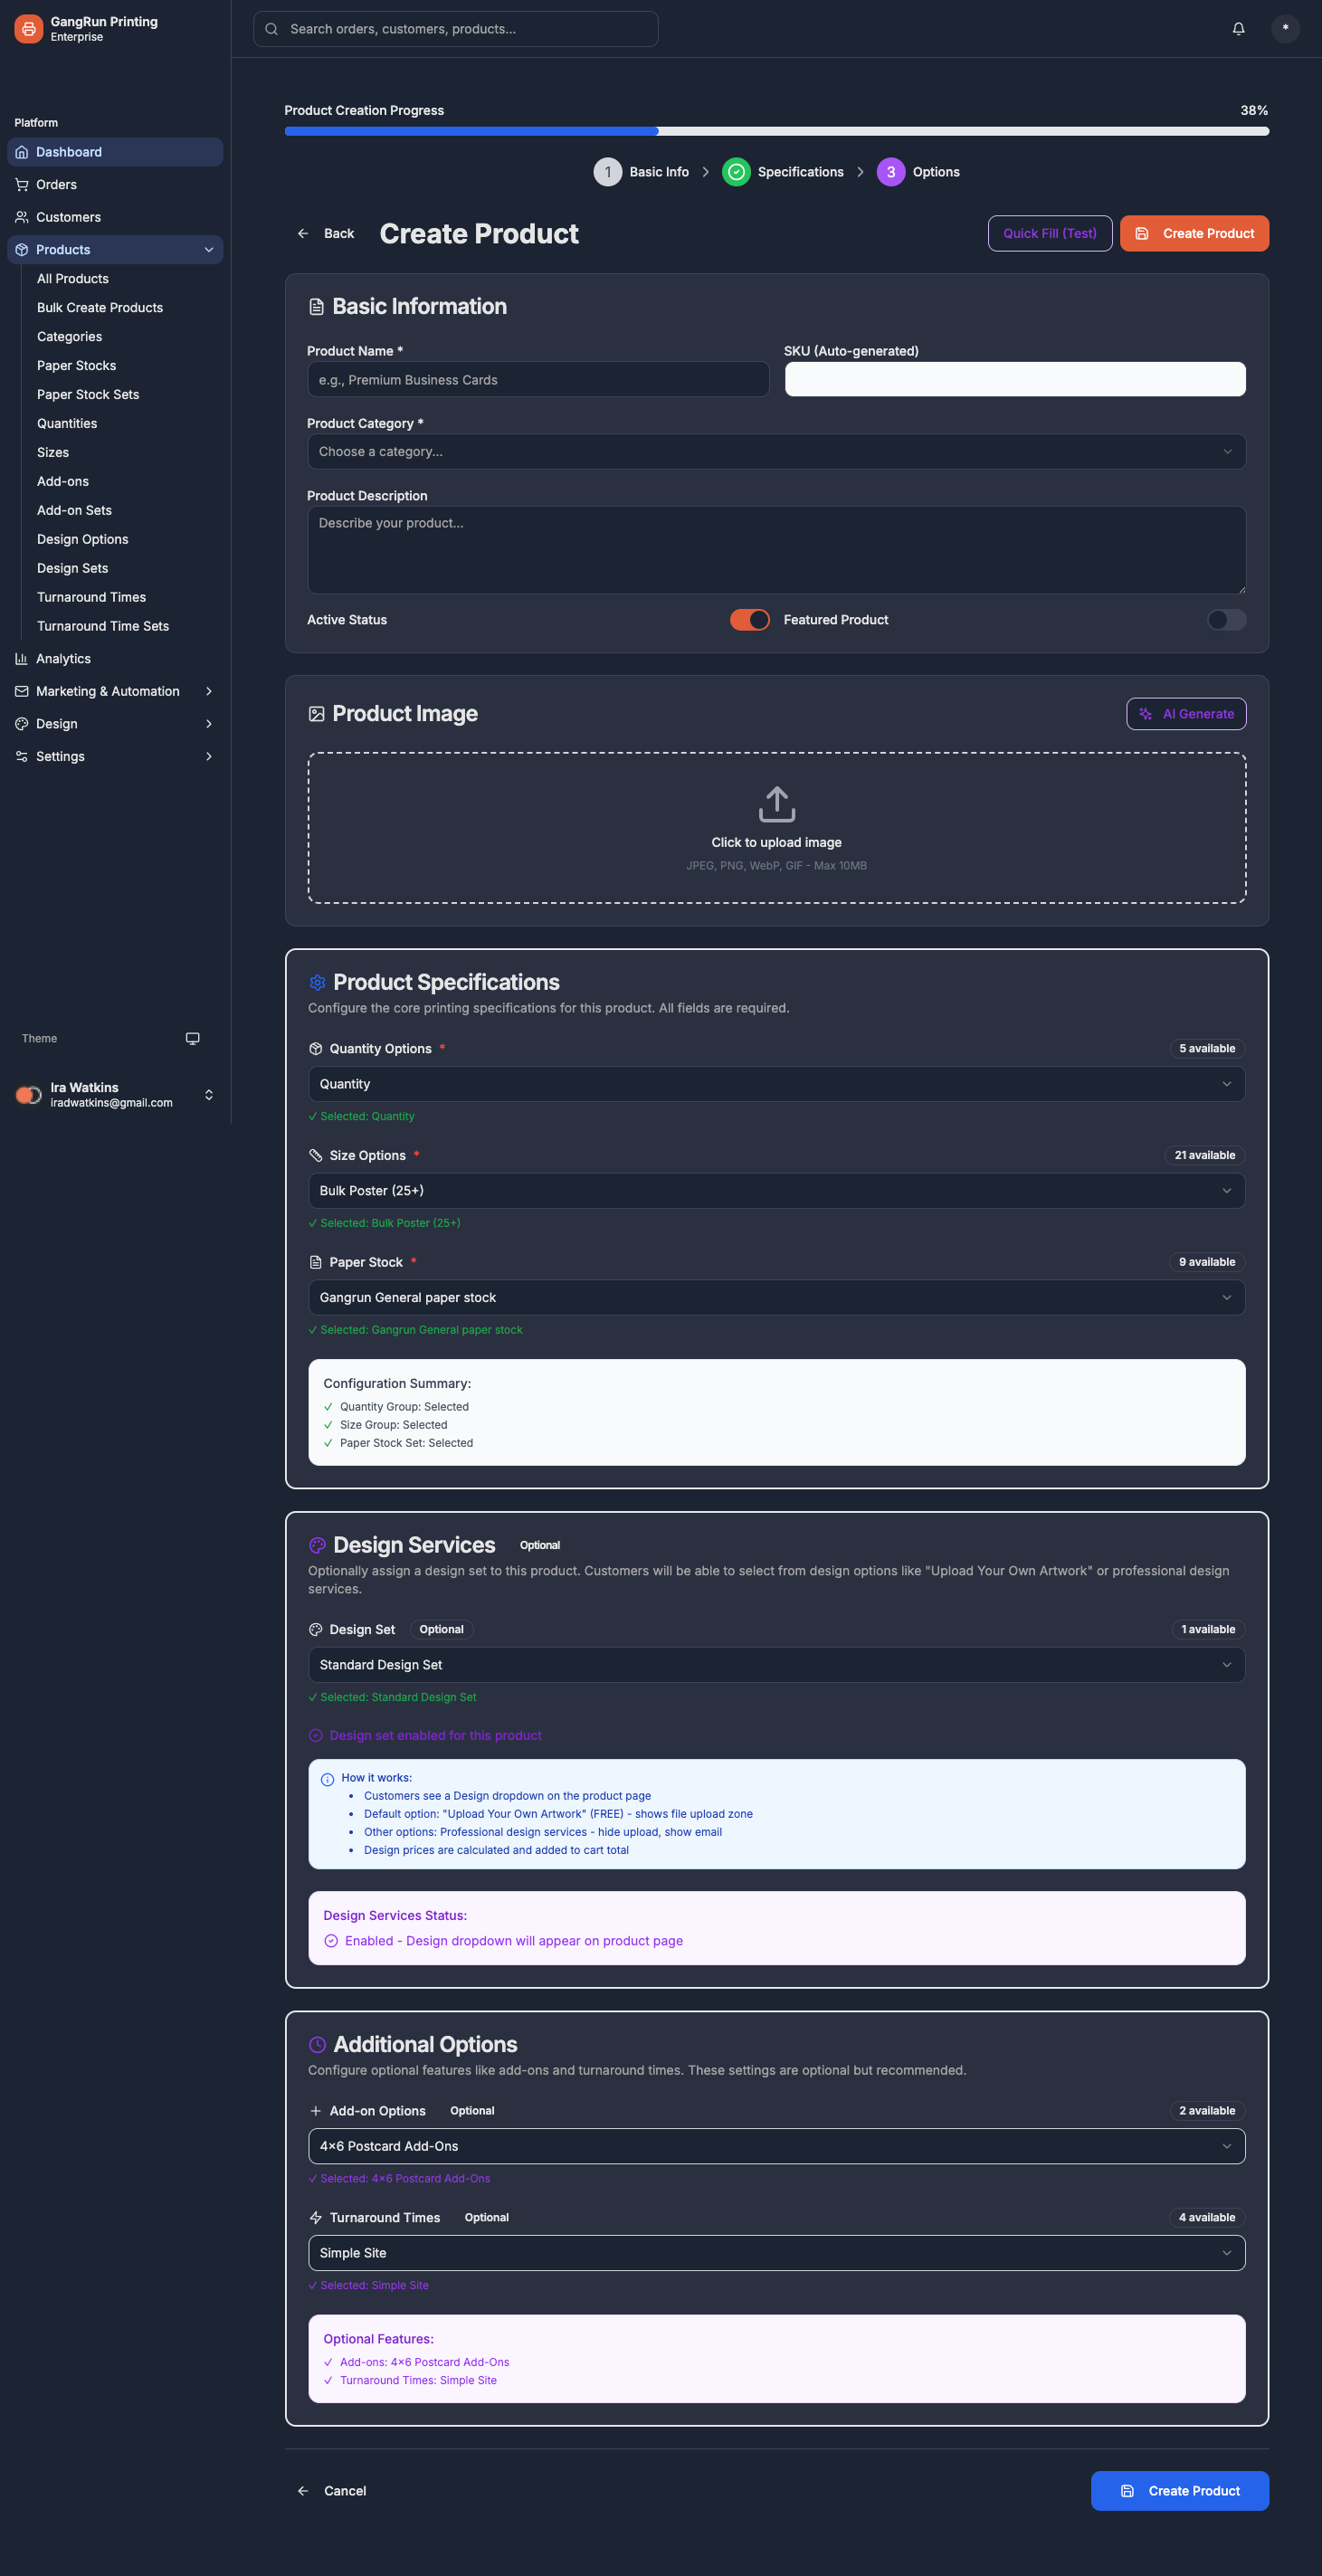 GangRun Printing
Enterprise
Search orders, customers, products...
*
Platform
Dashboard
Orders
Customers
Products
All Products
Bulk Create Products
Categories
Paper Stocks
Paper Stock Sets
Quantities
Sizes
Add-ons
Add-on Sets
Design Options
Design Sets
Turnaround Times
Turnaround Time Sets
Analytics
Marketing & Automation
Design
Settings
Theme
Ira Watkins
iradwatkins@gmail.com
Product Creation Progress 38%
1 Basic Info Specifications 3 Options
Back Create Product Quick Fill (Test) Create Product
Basic Information
Product Name * SKU (Auto-generated)
e.g., Premium Business Cards
Product Category *
Choose a category...
Product Description
Describe your product...
Active Status Featured Product
Product Image AI Generate
Click to upload image
JPEG, PNG, WebP, GIF - Max 10MB
Product Specifications
Configure the core printing specifications for this product. All fields are required.
Quantity Options * 5 available
Quantity
✓ Selected: Quantity
Size Options * 21 available
Bulk Poster (25+)
✓ Selected: Bulk Poster (25+)
Paper Stock * 9 available
Gangrun General paper stock
✓ Selected: Gangrun General paper stock
Configuration Summary:
✓ Quantity Group: Selected
✓ Size Group: Selected
✓ Paper Stock Set: Selected
Design Services Optional
Optionally assign a design set to this product. Customers will be able to select from design options like "Upload Your Own Artwork" or professional design
services.
Design Set Optional 1 available
Standard Design Set
✓ Selected: Standard Design Set
Design set enabled for this product
How it works:
• Customers see a Design dropdown on the product page
• Default option: "Upload Your Own Artwork" (FREE) - shows file upload zone
• Other options: Professional design services - hide upload, show email
• Design prices are calculated and added to cart total
Design Services Status:
Enabled - Design dropdown will appear on product page
Additional Options
Configure optional features like add-ons and turnaround times. These settings are optional but recommended.
Add-on Options Optional 2 available
4×6 Postcard Add-Ons
✓ Selected: 4×6 Postcard Add-Ons
Turnaround Times Optional 4 available
Simple Site
✓ Selected: Simple Site
Optional Features:
✓ Add-ons: 4×6 Postcard Add-Ons
✓ Turnaround Times: Simple Site
Cancel Create Product